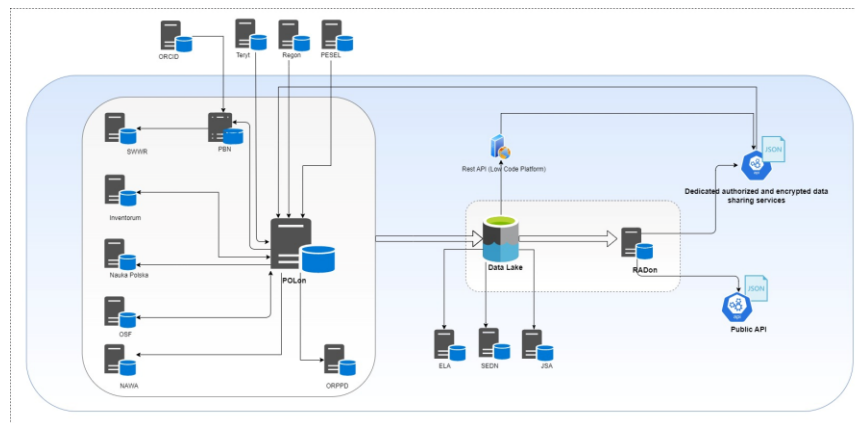 ORCID
Teryt
Regon
PESEL
SWWR
PBN
Rest API (Low Code Platform)
JSON
Dedicated authorized and encrypted data
sharing services
Inventorum
Nauka Polska
POLon
Data Lake
RADon
JSON
Public API
OSF
NAWA
ORPPD
ELA
SEDN
JSA